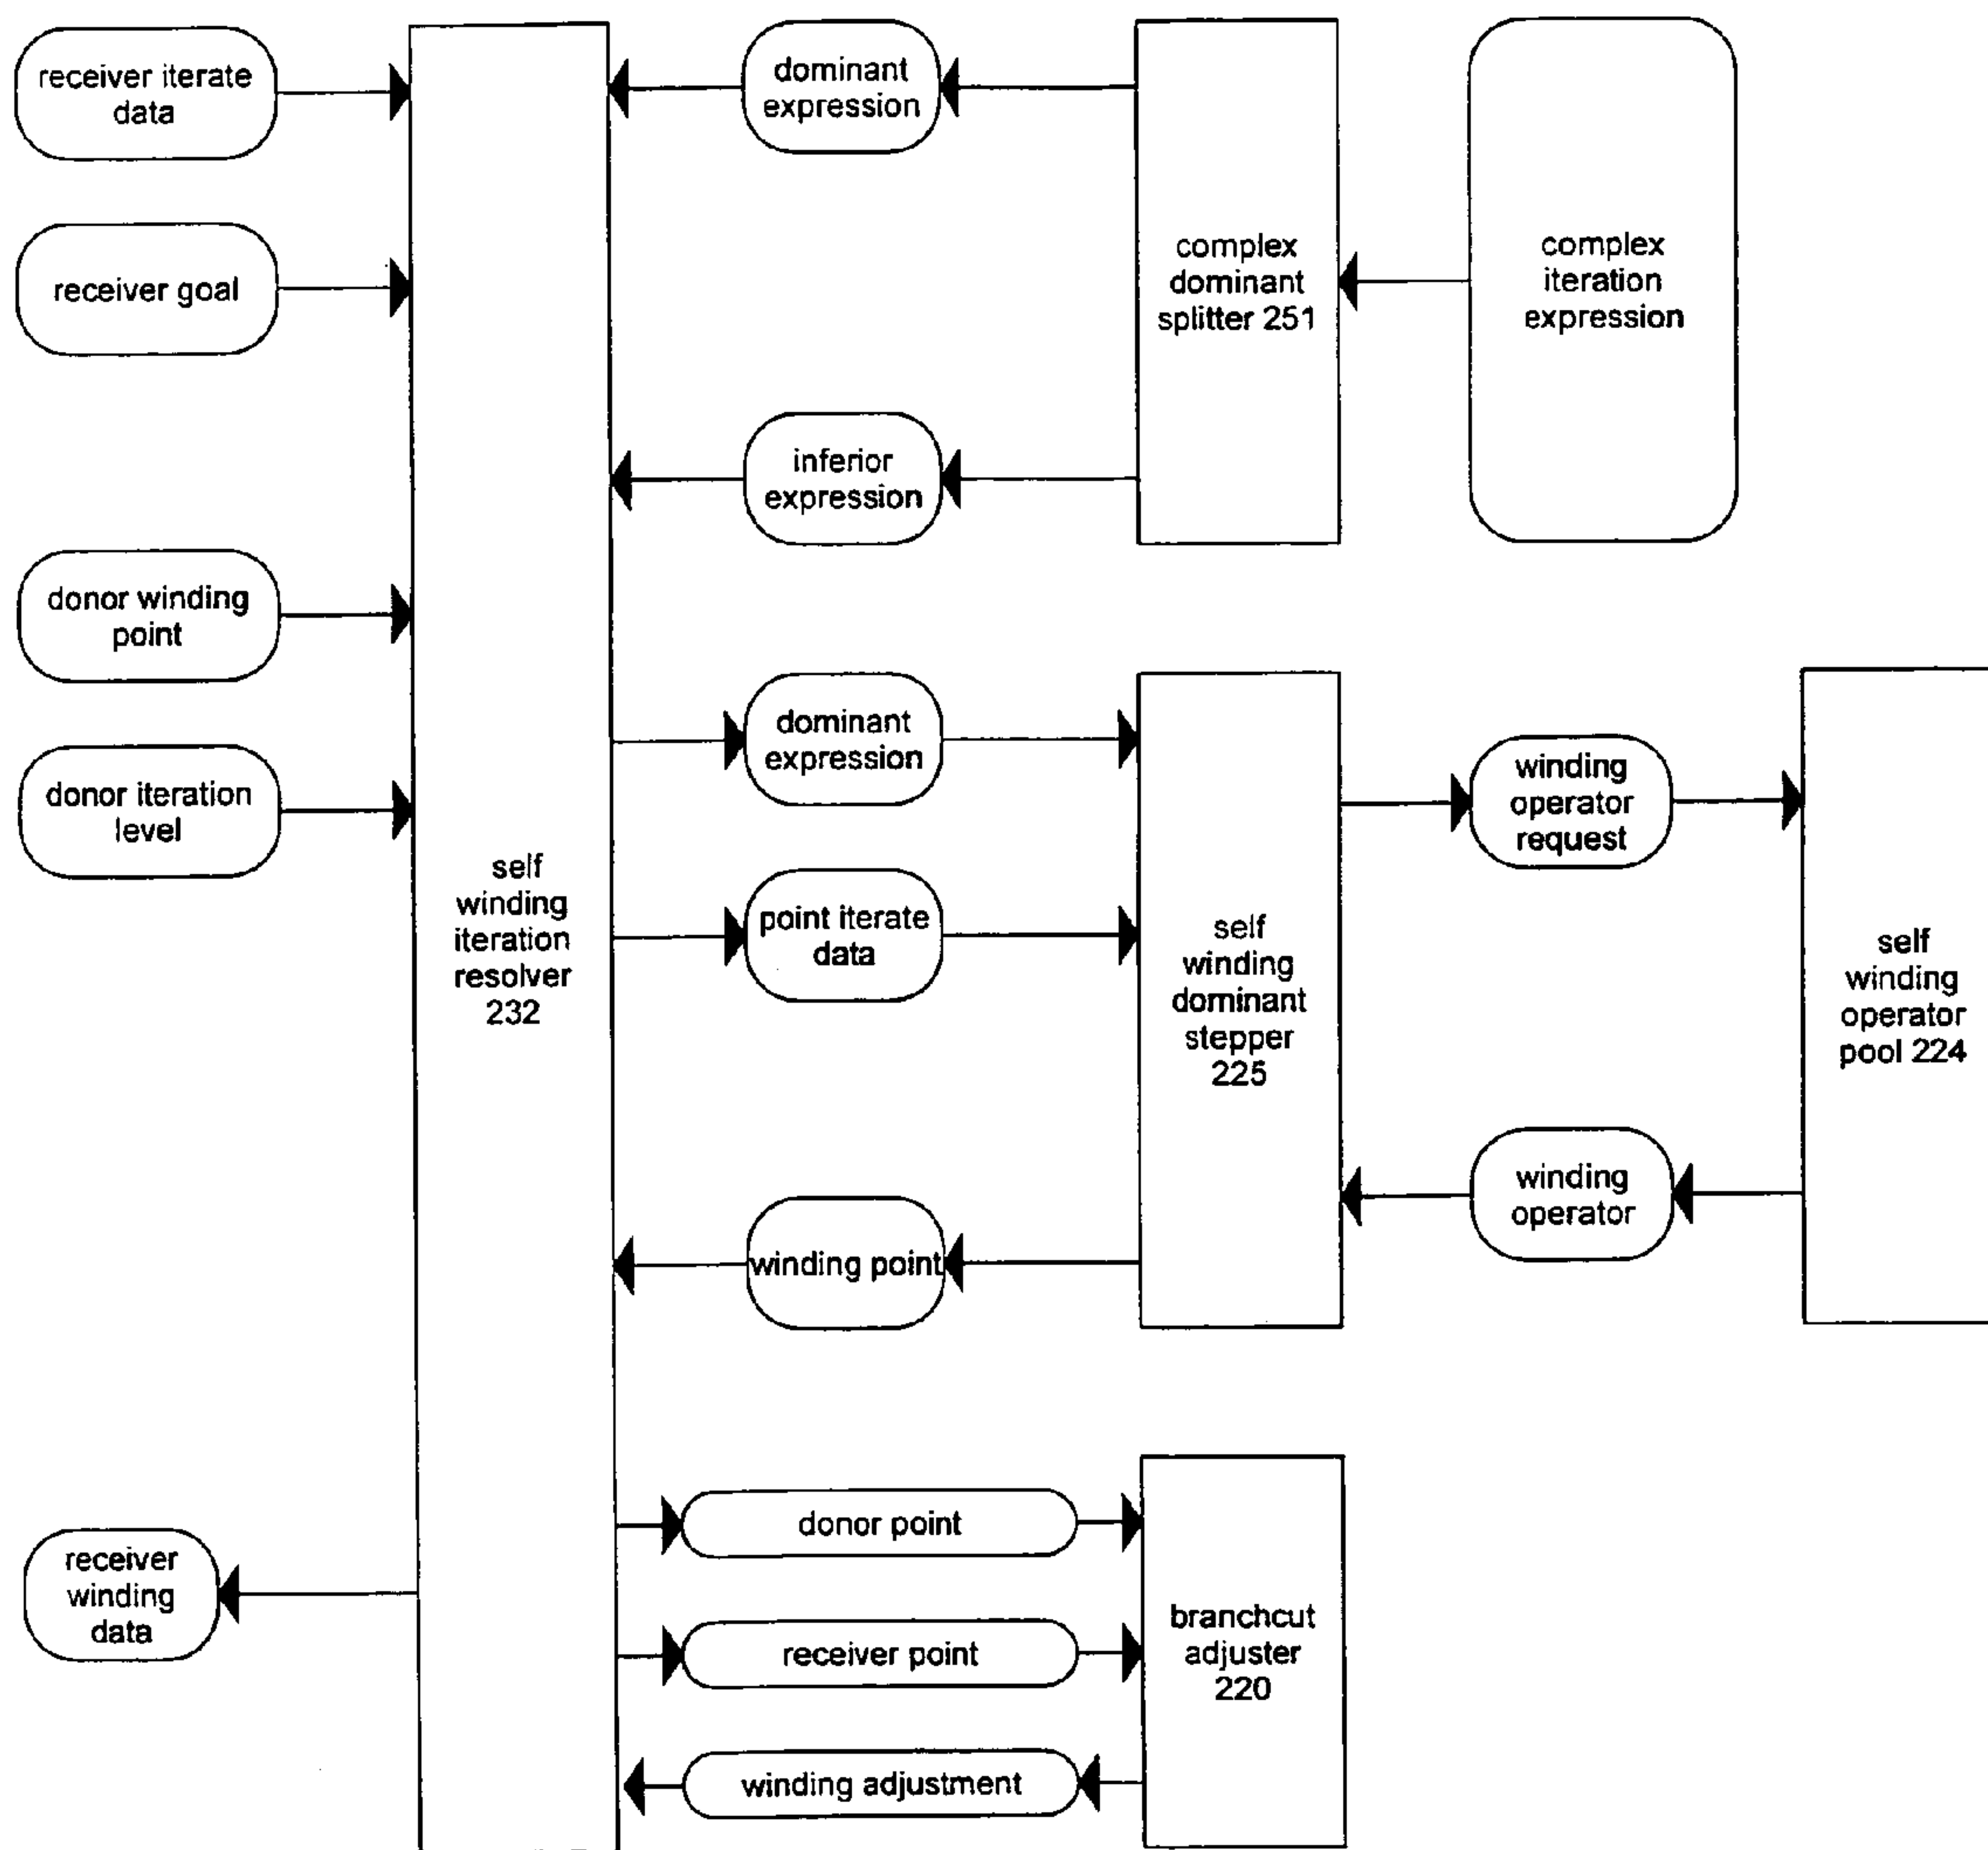 receiver iterate
data
receiver goal
donor winding
point
donor iteration
level
receiver
winding
data
self
winding
iteration
resolver
232
dominant
expression
inferior
expression
dominant
expression
point iterate
data
winding point
donor point
receiver point
winding adjustment
complex
dominant
splitter 251
self
winding
dominant
stepper
225
branchcut
adjuster
220
complex
iteration
expression
winding
operator
request
winding
operator
self
winding
operator
pool 224